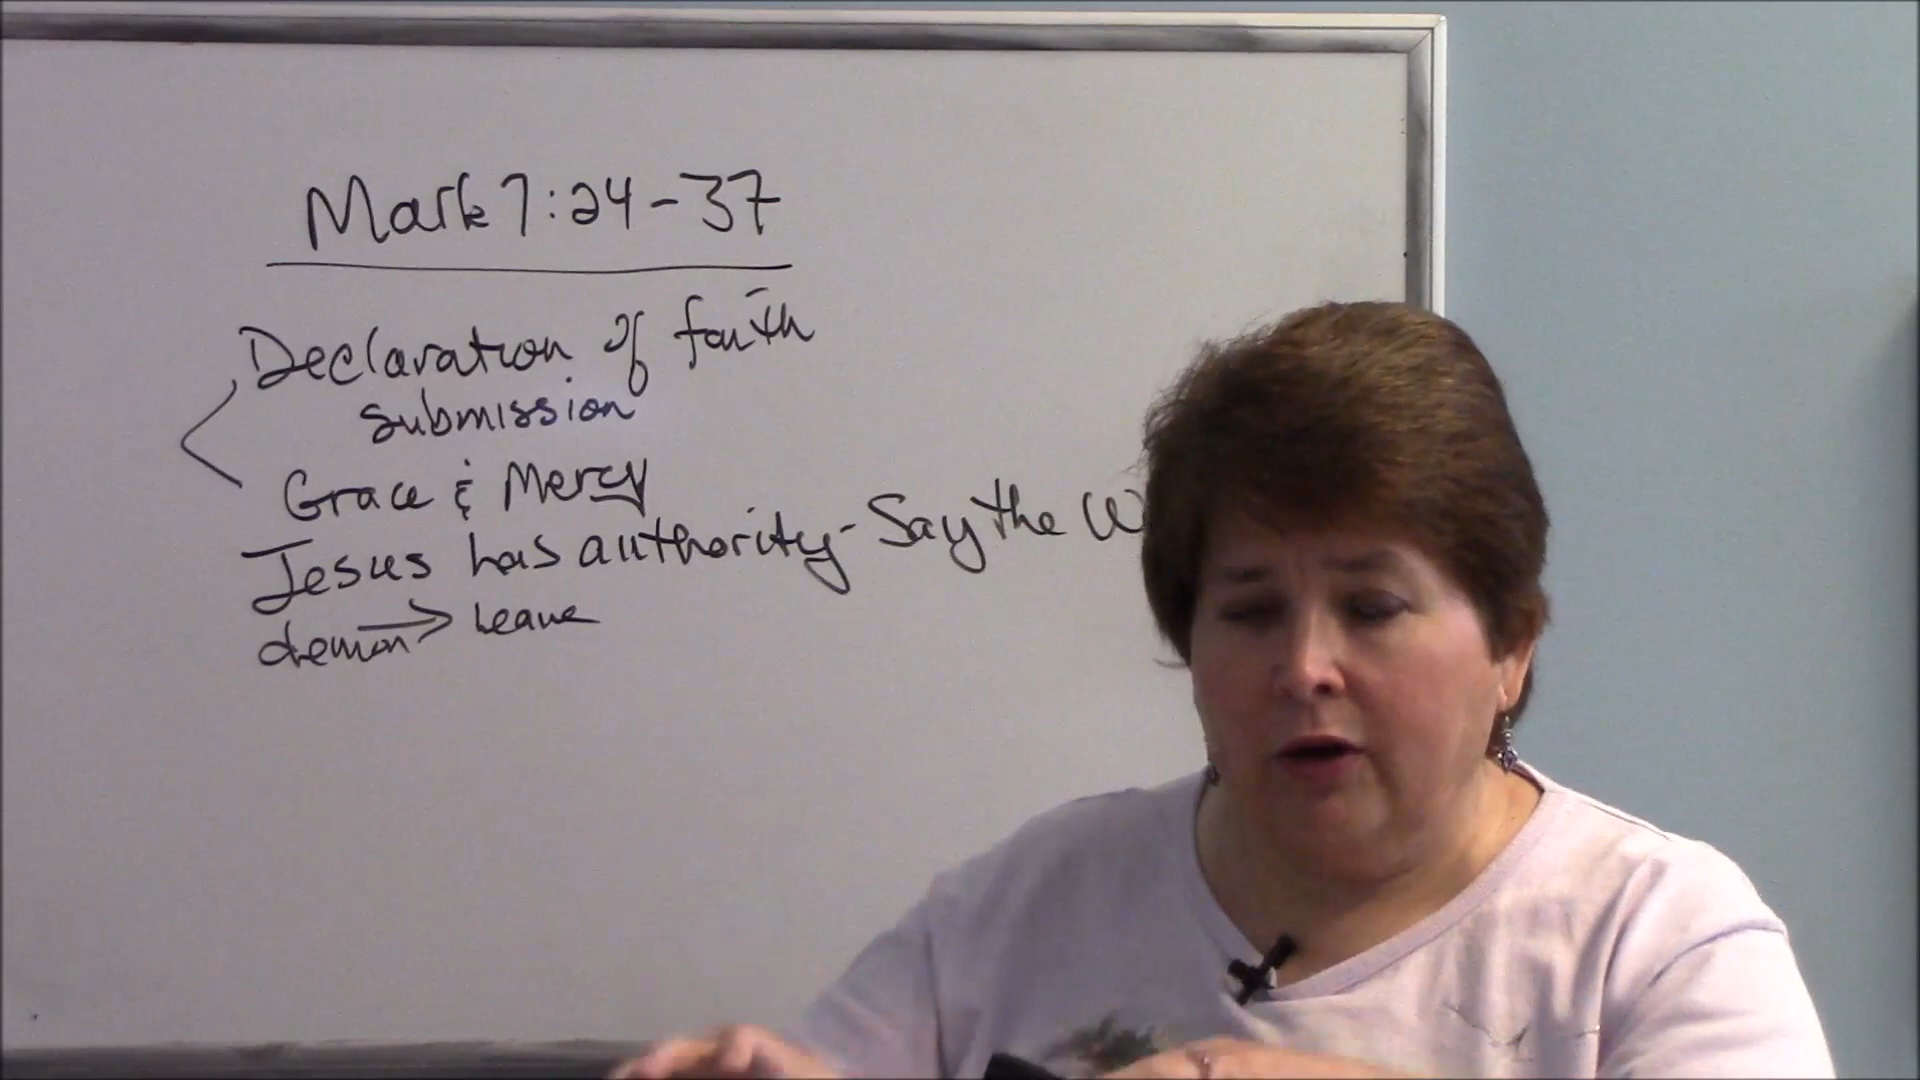 Mark 7:24-37
Declaration of faith
submission
Grace & Mercy
Jesus has authority - Say the W
demon → leave